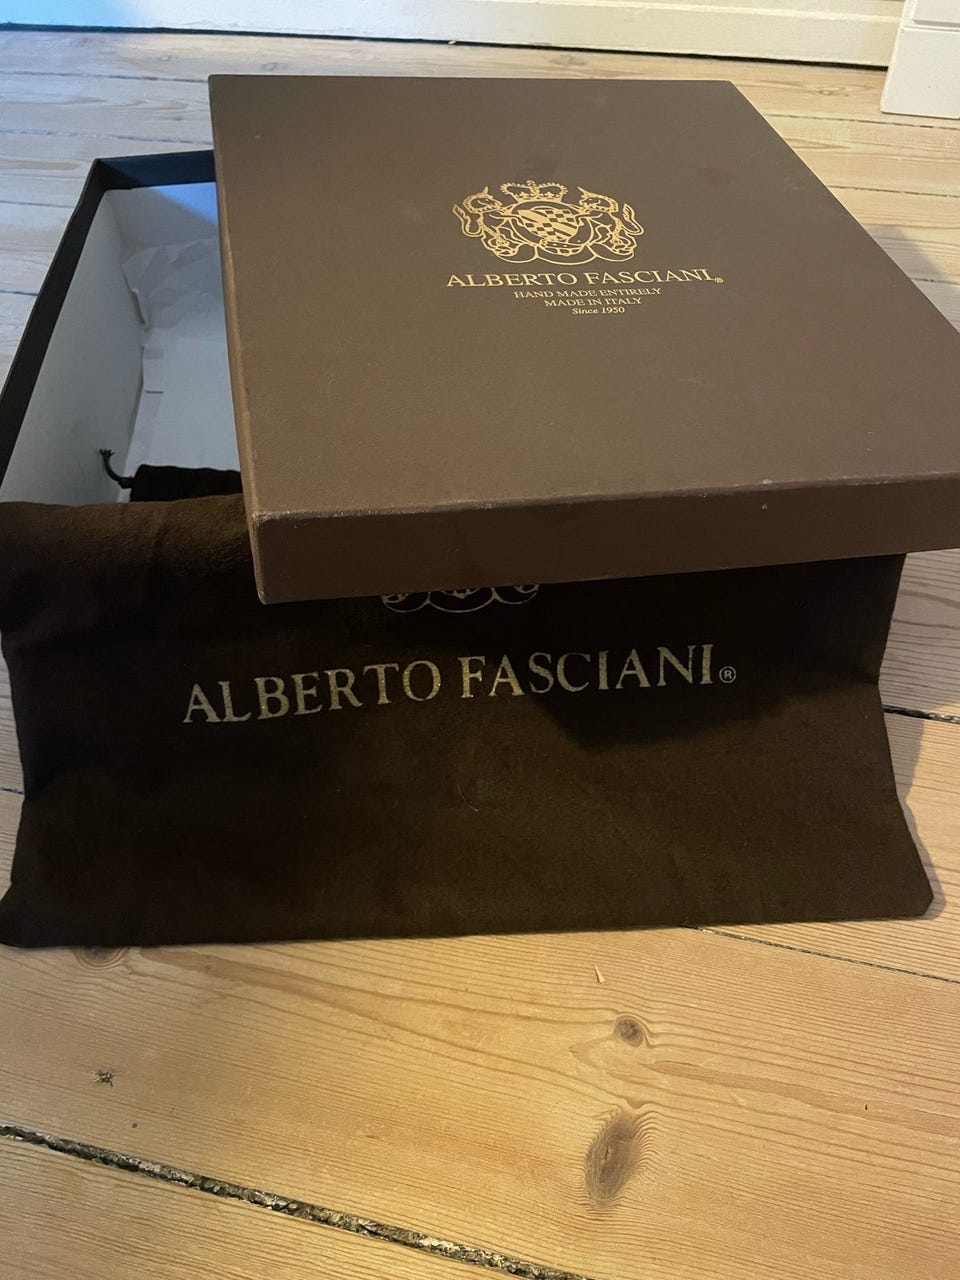 ALBERTO FASCIANI®
HAND MADE ENTIRELY
MADE IN ITALY
Since 1950
ALBERTO FASCIANI®